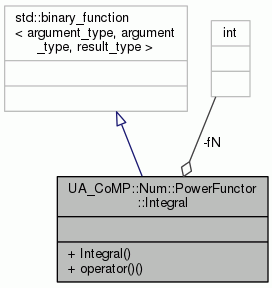 std::binary_function
< argument_type, argument
_type, result_type >
int
-fN
UA_CoMP::Num::PowerFunctor
::Integral
+ Integral()
+ operator()()